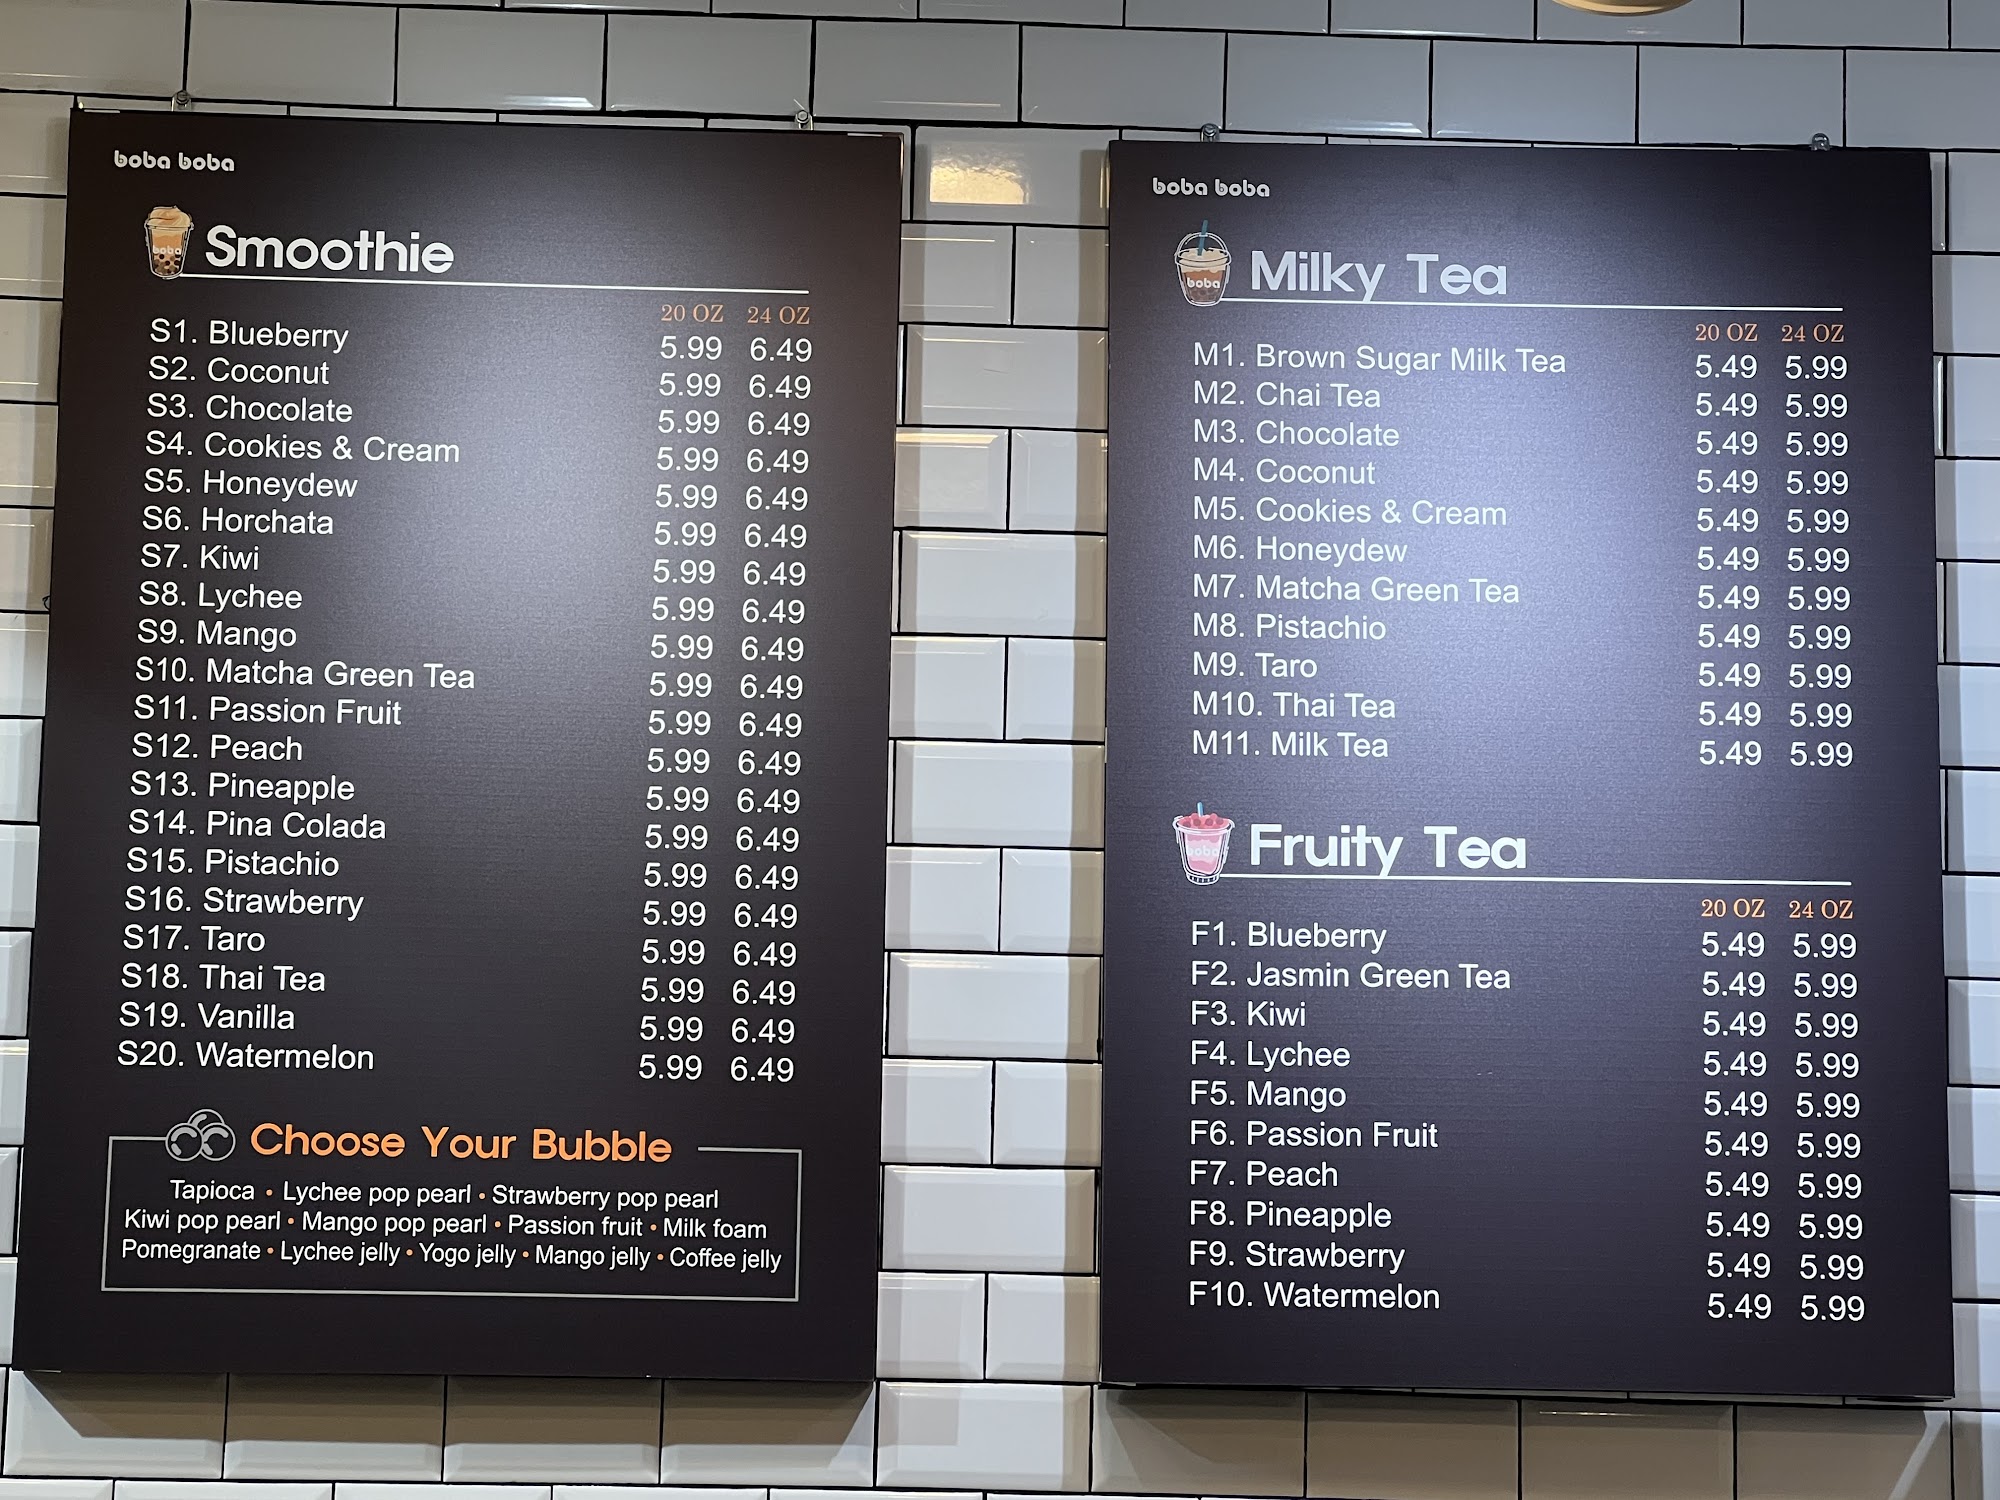 boba boba
boba
Smoothie
20 OZ 24 OZ
S1. Blueberry 5.99 6.49
S2. Coconut 5.99 6.49
S3. Chocolate 5.99 6.49
S4. Cookies & Cream 5.99 6.49
S5. Honeydew 5.99 6.49
S6. Horchata 5.99 6.49
S7. Kiwi 5.99 6.49
S8. Lychee 5.99 6.49
S9. Mango 5.99 6.49
S10. Matcha Green Tea 5.99 6.49
S11. Passion Fruit 5.99 6.49
S12. Peach 5.99 6.49
S13. Pineapple 5.99 6.49
S14. Pina Colada 5.99 6.49
S15. Pistachio 5.99 6.49
S16. Strawberry 5.99 6.49
S17. Taro 5.99 6.49
S18. Thai Tea 5.99 6.49
S19. Vanilla 5.99 6.49
S20. Watermelon 5.99 6.49
Choose Your Bubble
Tapioca • Lychee pop pearl • Strawberry pop pearl
Kiwi pop pearl • Mango pop pearl • Passion fruit • Milk foam
Pomegranate • Lychee jelly • Yogo jelly • Mango jelly • Coffee jelly
boba boba
boba
Milky Tea
20 OZ 24 OZ
M1. Brown Sugar Milk Tea 5.49 5.99
M2. Chai Tea 5.49 5.99
M3. Chocolate 5.49 5.99
M4. Coconut 5.49 5.99
M5. Cookies & Cream 5.49 5.99
M6. Honeydew 5.49 5.99
M7. Matcha Green Tea 5.49 5.99
M8. Pistachio 5.49 5.99
M9. Taro 5.49 5.99
M10. Thai Tea 5.49 5.99
M11. Milk Tea 5.49 5.99
boba
Fruity Tea
20 OZ 24 OZ
F1. Blueberry 5.49 5.99
F2. Jasmin Green Tea 5.49 5.99
F3. Kiwi 5.49 5.99
F4. Lychee 5.49 5.99
F5. Mango 5.49 5.99
F6. Passion Fruit 5.49 5.99
F7. Peach 5.49 5.99
F8. Pineapple 5.49 5.99
F9. Strawberry 5.49 5.99
F10. Watermelon 5.49 5.99